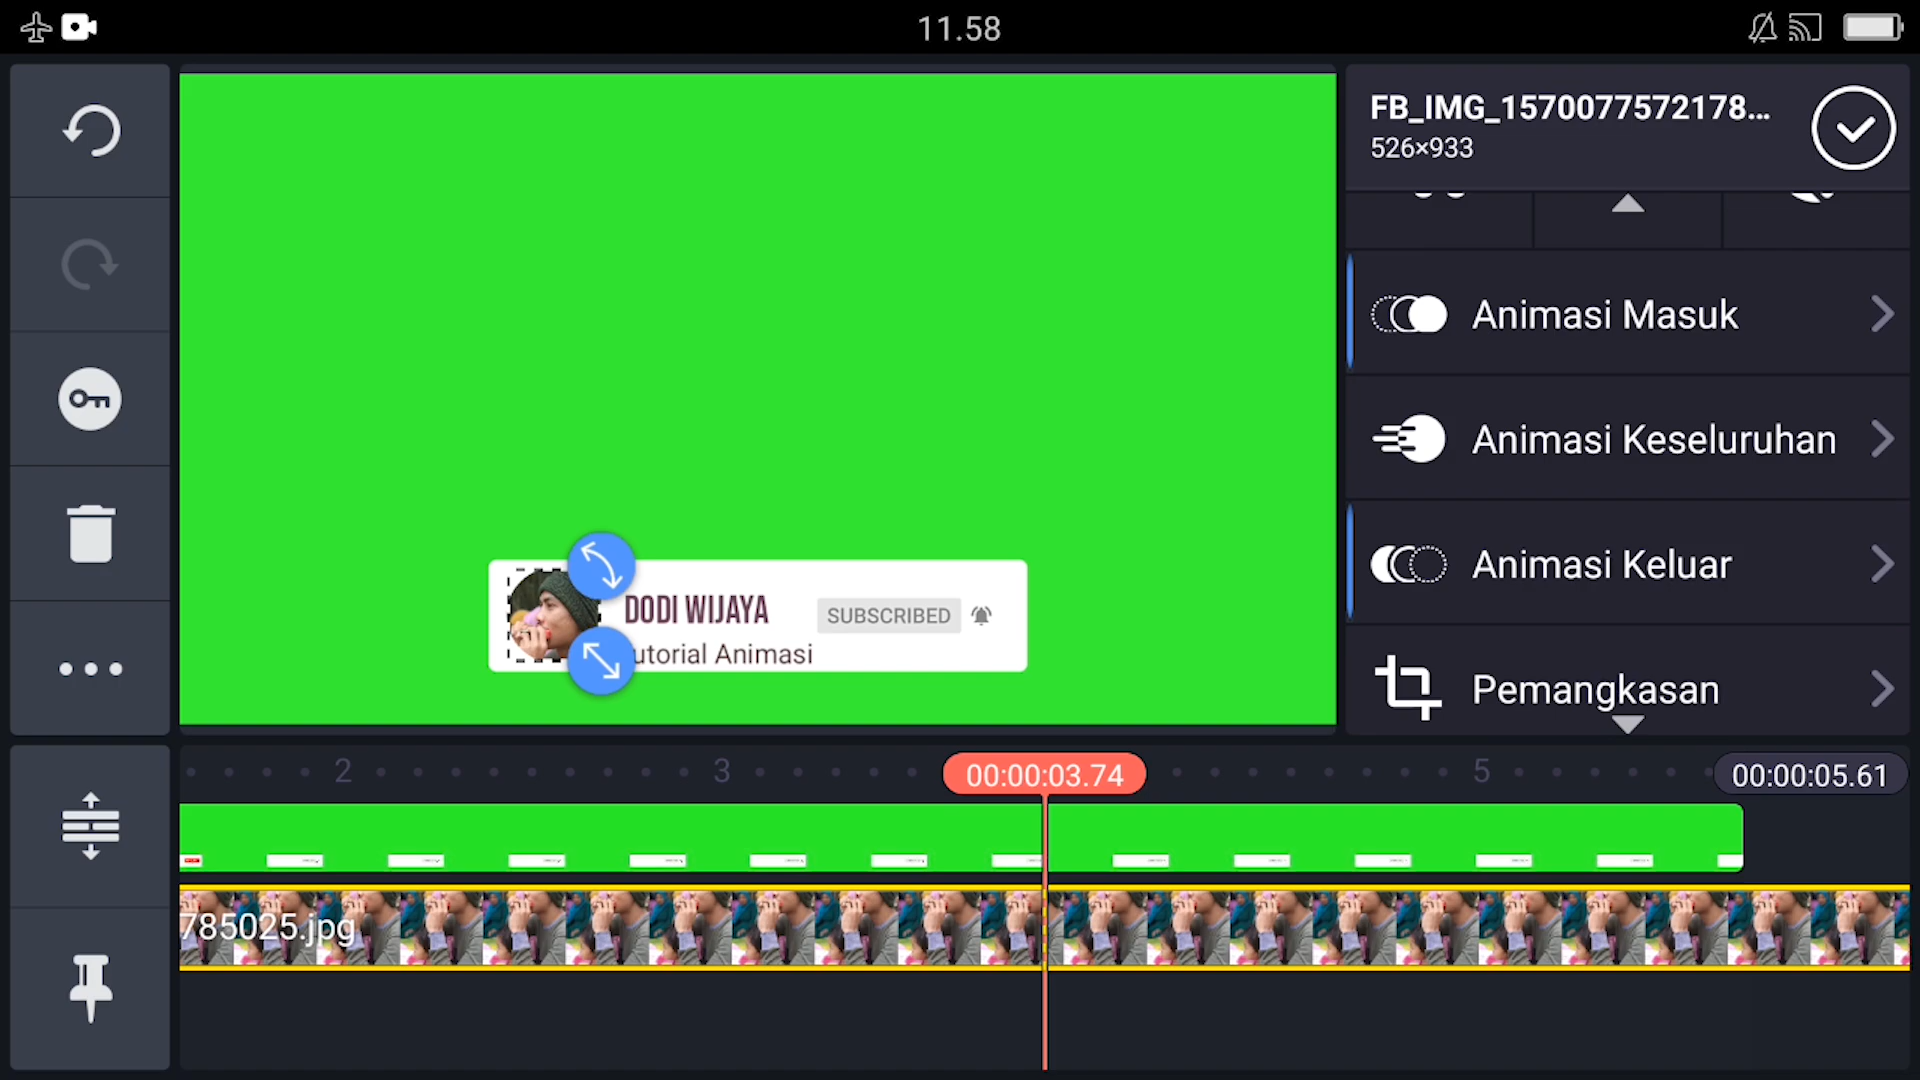 11.58
FB_IMG_1570077572178...
526×933
Animasi Masuk
Animasi Keseluruhan
Animasi Keluar
Pemangkasan
DODI WIJAYA
SUBSCRIBED
utorial Animasi
2
3
00:00:03.74
5
00:00:05.61
785025.jpg